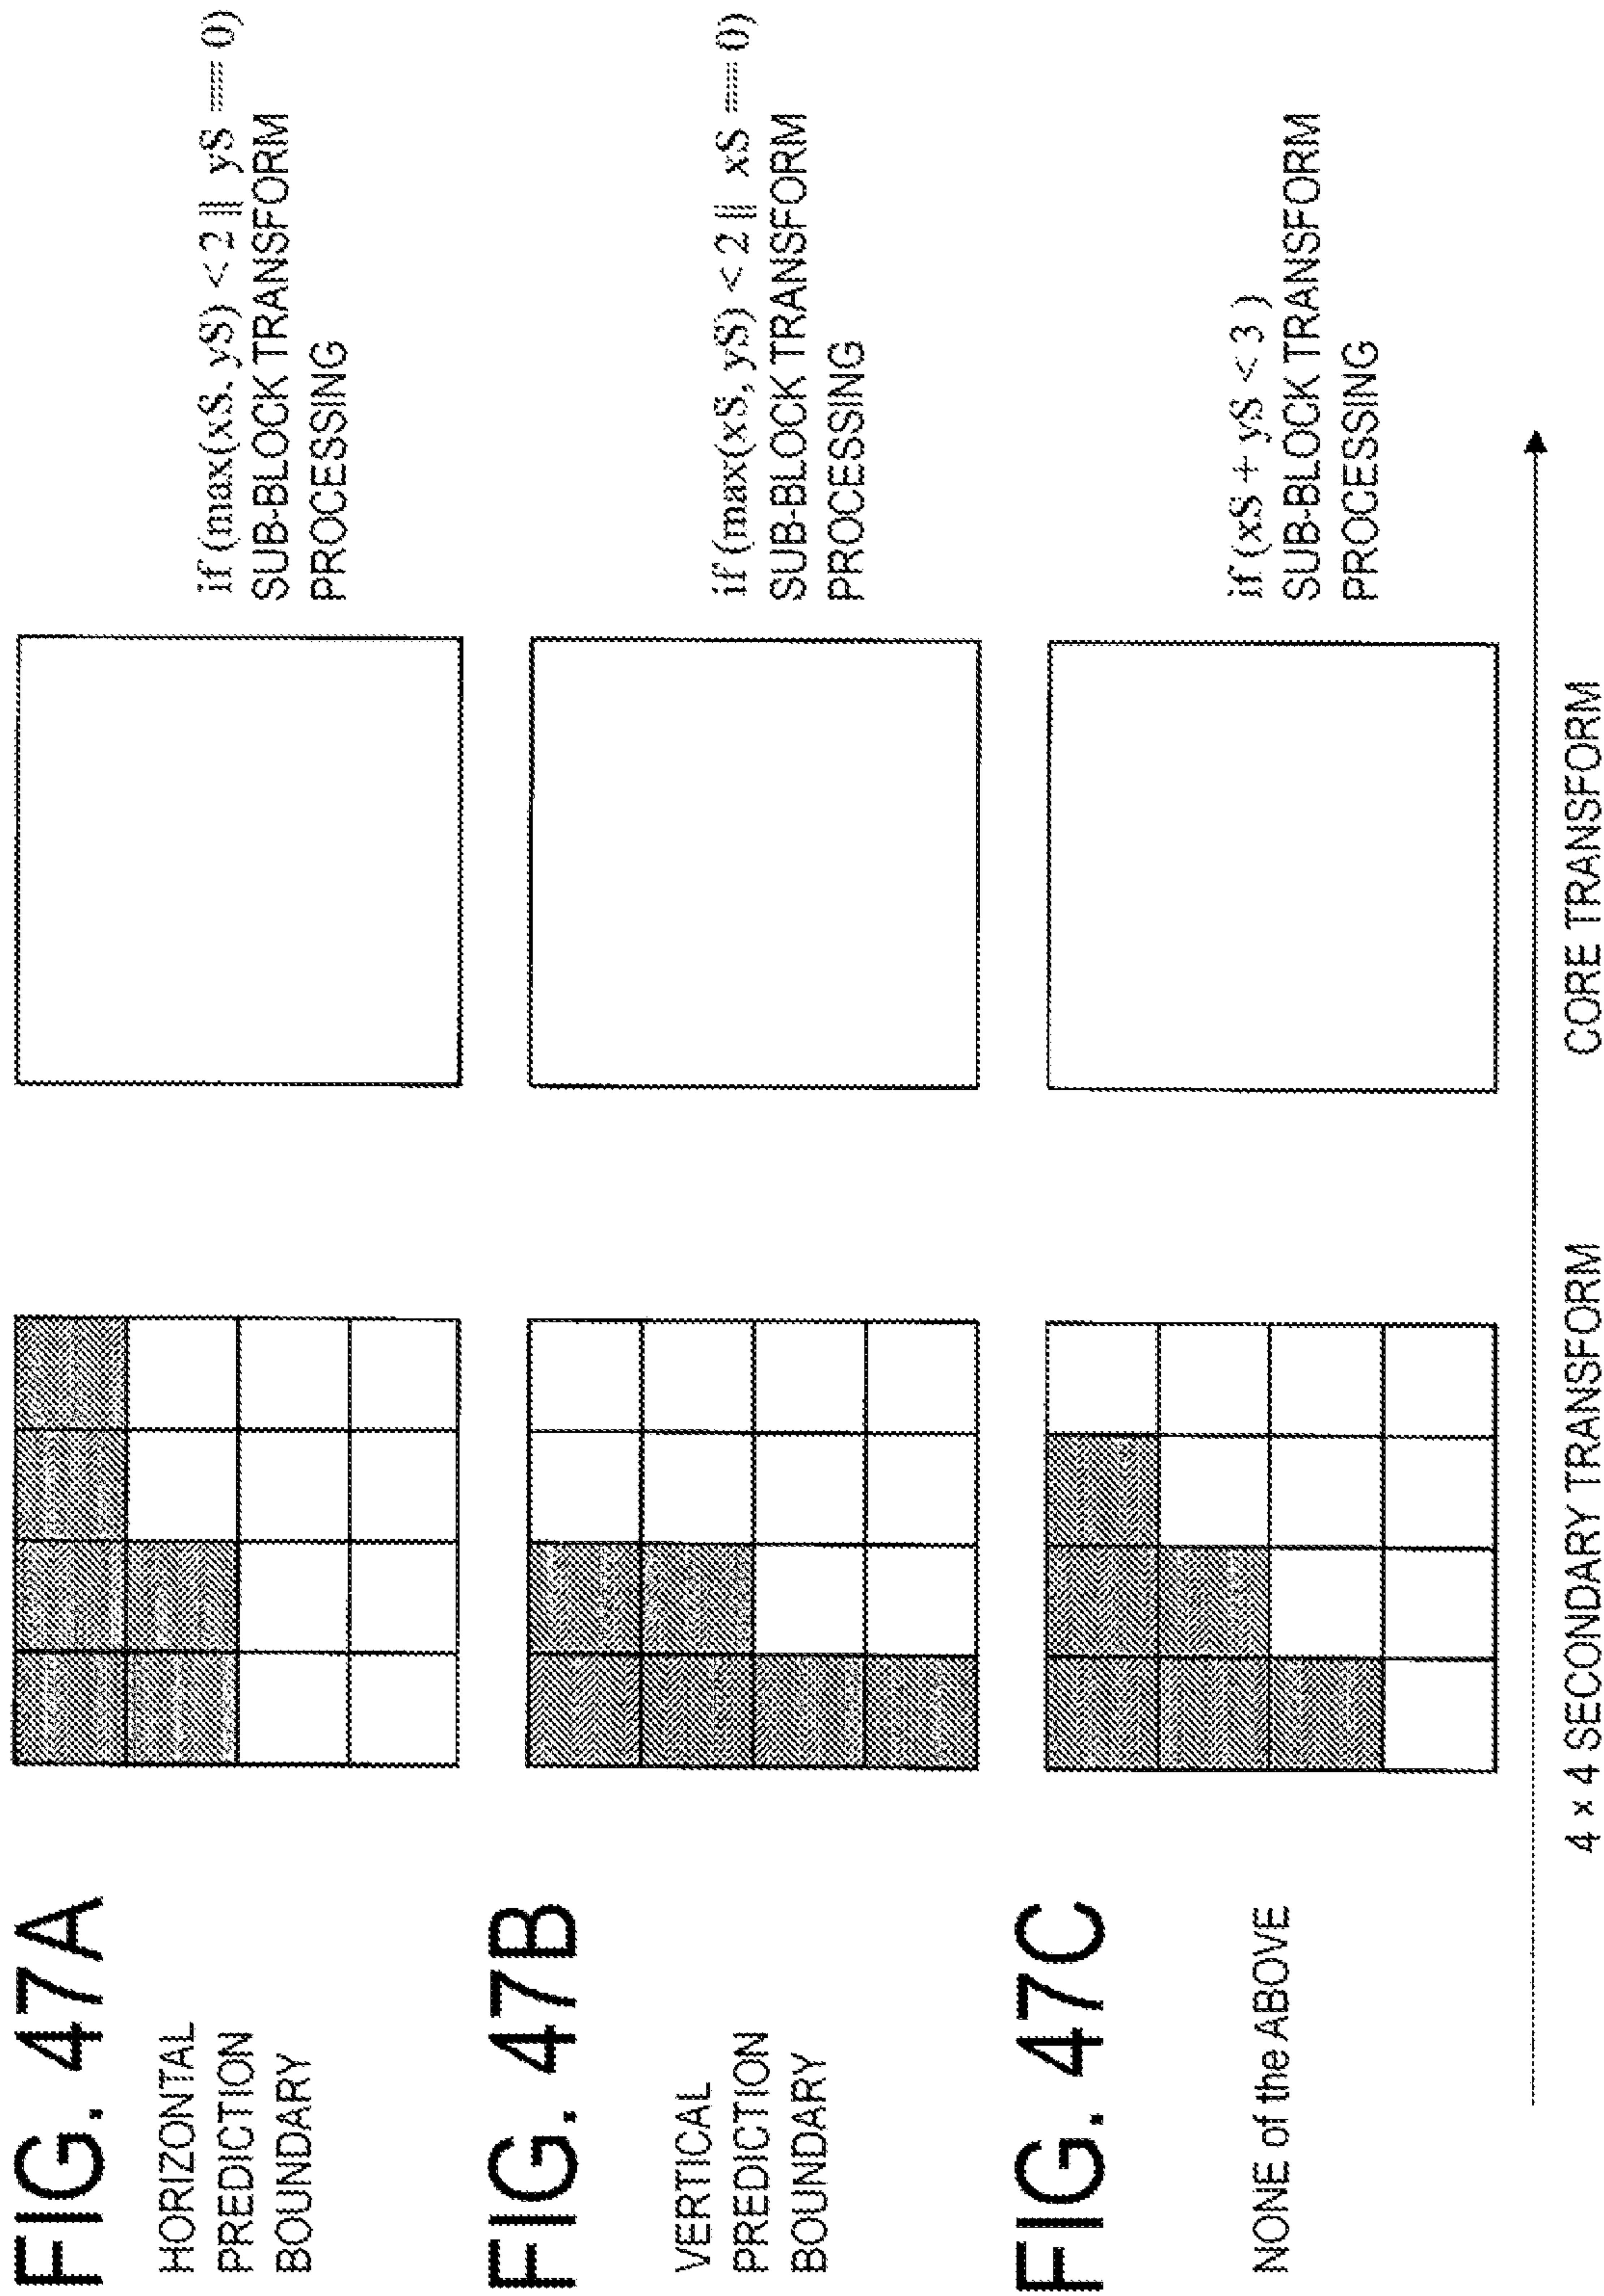 FIG. 47A
HORIZONTAL
PREDICTION
BOUNDARY
if (max(xS, yS) < 2 || yS == 0)
SUB-BLOCK TRANSFORM
PROCESSING
FIG. 47B
VERTICAL
PREDICTION
BOUNDARY
if (max(xS, yS) < 2 || xS == 0)
SUB-BLOCK TRANSFORM
PROCESSING
FIG. 47C
NONE of the ABOVE
if (xS + yS < 3 )
SUB-BLOCK TRANSFORM
PROCESSING
4 × 4 SECONDARY TRANSFORM
CORE TRANSFORM